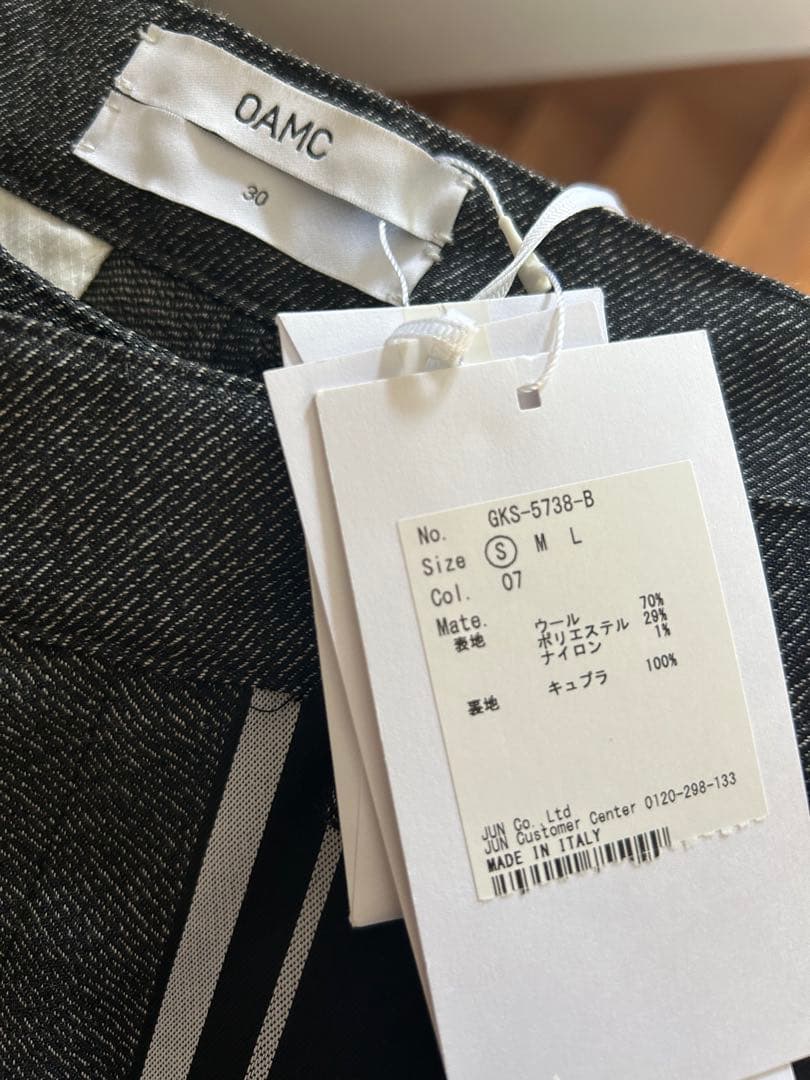 OAMC
30
No. GKS-5738-B
Size S M L
Col. 07
Mate.
表地 ウール 70%
ポリエステル 29%
ナイロン 1%
裏地 キュプラ 100%
JUN Co. Ltd
JUN Customer Center 0120-298-133
MADE IN ITALY